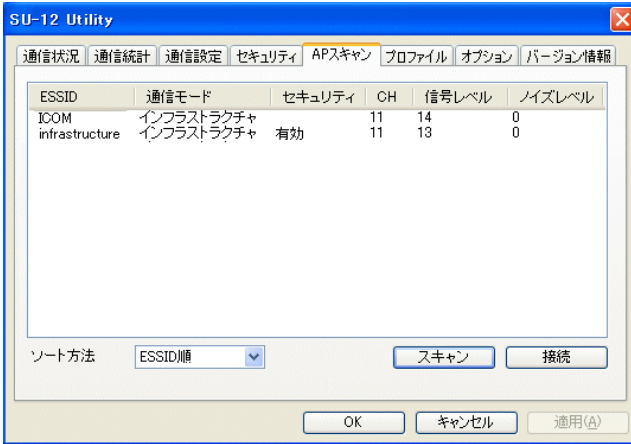 SU-12 Utility
通信状況 通信統計 通信設定 セキュリティ APスキャン プロファイル オプション バージョン情報
ESSID 通信モード セキュリティ CH 信号レベル ノイズレベル
ICOM インフラストラクチャ 11 14 0
infrastructure インフラストラクチャ 有効 11 13 0
ソート方法 ESSID順 スキャン 接続
OK キャンセル 適用(A)